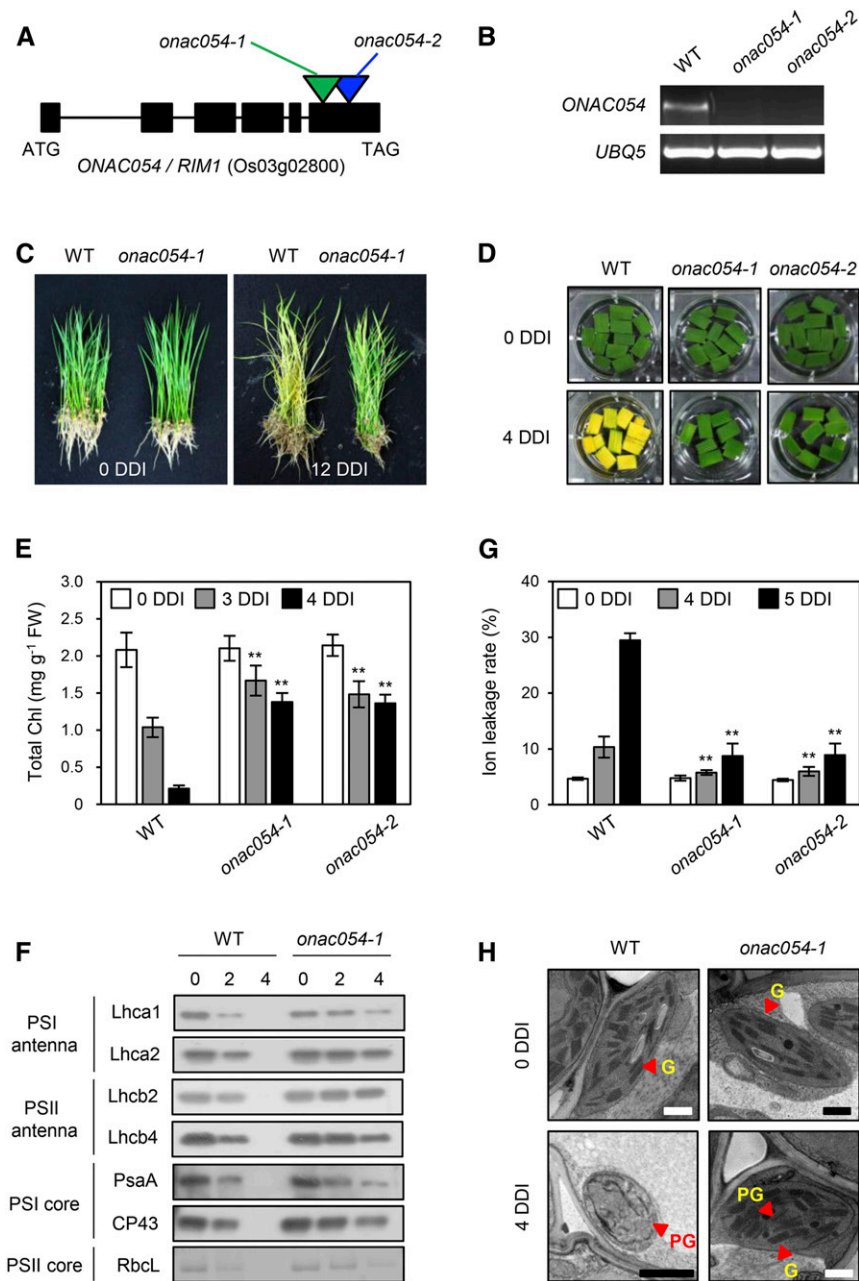 A
onac054-1
onac054-2
ATG
TAG
ONAC054 / RIM1 (Os03g02800)
B
WT
onac054-1
onac054-2
ONAC054
UBQ5
C
WT
onac054-1
WT
onac054-1
0 DDI
12 DDI
D
WT
onac054-1
onac054-2
0 DDI
4 DDI
E
Total Chl (mg g-1 FW)
3.0
2.5
2.0
1.5
1.0
0.5
0
0 DDI
3 DDI
4 DDI
**
**
**
**
WT
onac054-1
onac054-2
G
Ion leakage rate (%)
40
30
20
10
0
0 DDI
4 DDI
5 DDI
**
**
**
**
WT
onac054-1
onac054-2
F
WT
onac054-1
0 2 4 0 2 4
PSI
antenna
Lhca1
Lhca2
PSII
antenna
Lhcb2
Lhcb4
PSI core
PsaA
CP43
PSII core
RbcL
H
WT
onac054-1
0 DDI
G
G
4 DDI
PG
PG
G